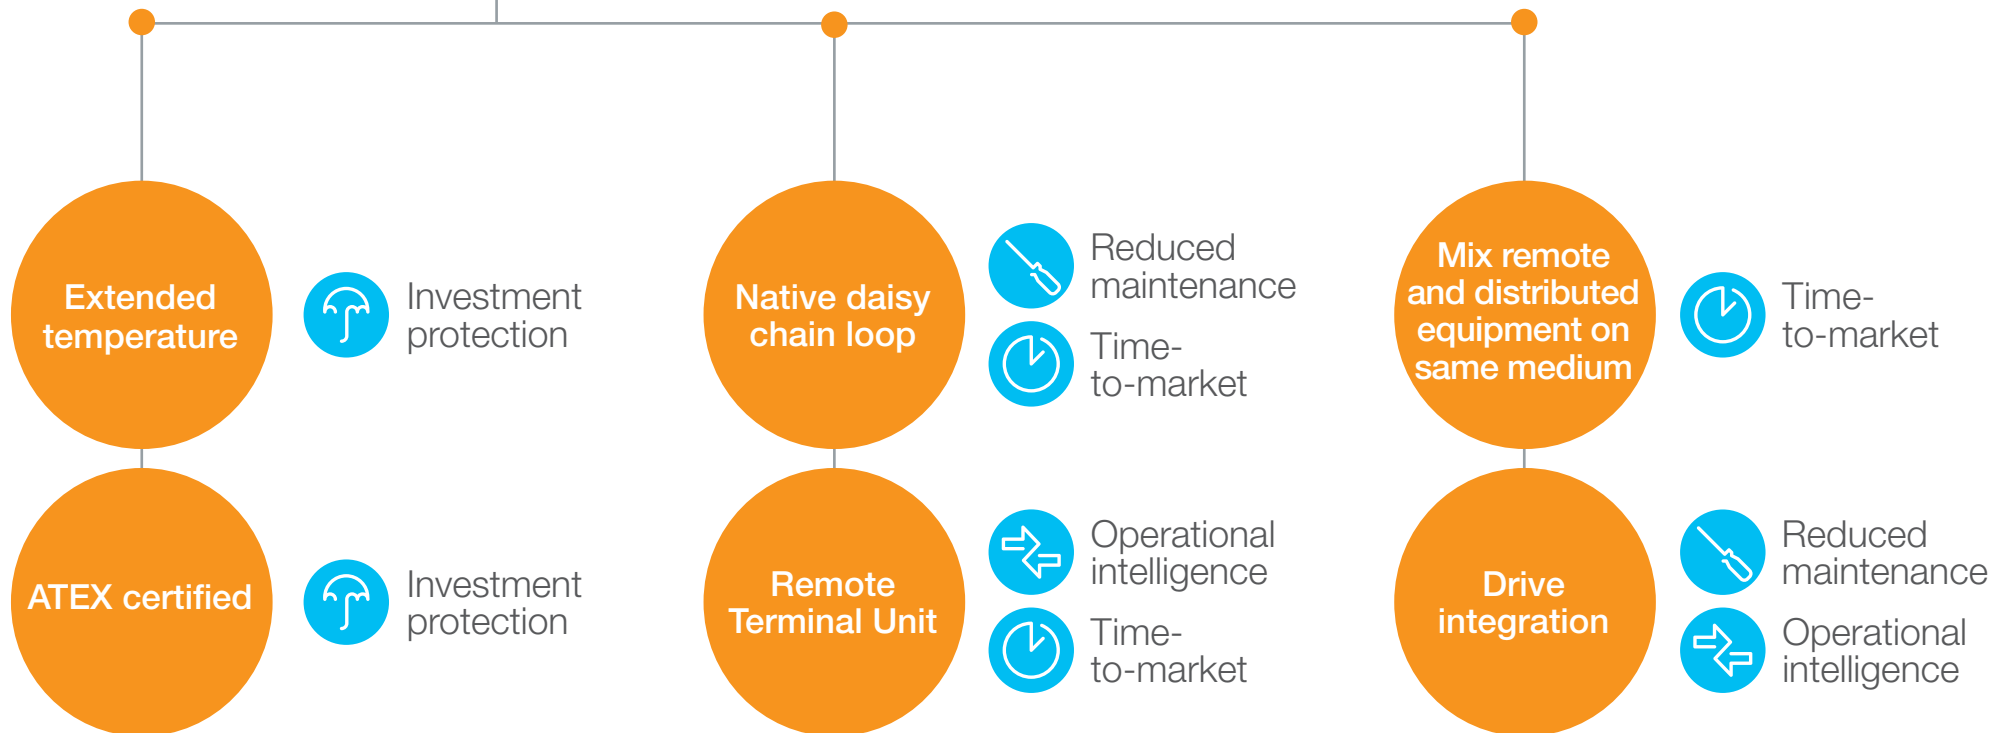 Extended
temperature
Investment
protection
Native daisy
chain loop
Reduced
maintenance
Time-
to-market
Mix remote
and distributed
equipment on
same medium
Time-
to-market
ATEX certified
Investment
protection
Remote
Terminal Unit
Operational
intelligence
Time-
to-market
Drive
integration
Reduced
maintenance
Operational
intelligence